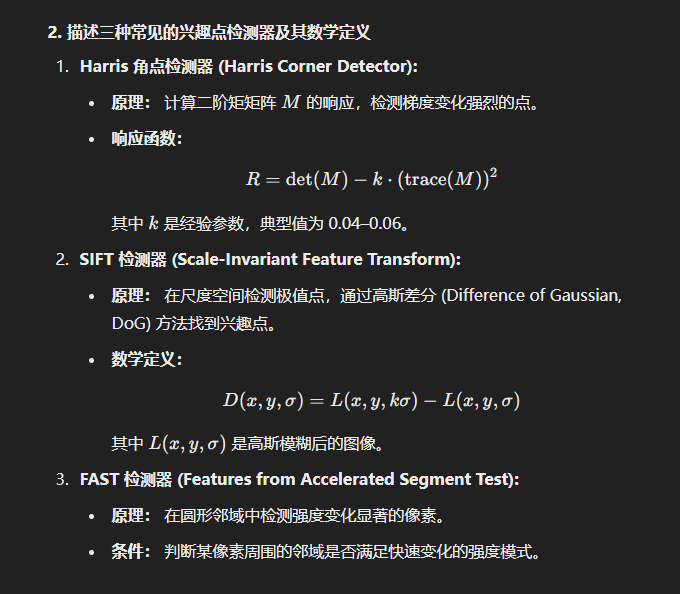 2. 描述三种常见的兴趣点检测器及其数学定义
1. Harris 角点检测器 (Harris Corner Detector):
• 原理： 计算二阶矩矩阵 M 的响应，检测梯度变化强烈的点。
• 响应函数：
R = det(M) − k · (trace(M))²
其中 k 是经验参数，典型值为 0.04–0.06。
2. SIFT 检测器 (Scale-Invariant Feature Transform):
• 原理： 在尺度空间检测极值点，通过高斯差分 (Difference of Gaussian,
DoG) 方法找到兴趣点。
• 数学定义：
D(x, y, σ) = L(x, y, kσ) − L(x, y, σ)
其中 L(x, y, σ) 是高斯模糊后的图像。
3. FAST 检测器 (Features from Accelerated Segment Test):
• 原理： 在圆形邻域中检测强度变化显著的像素。
• 条件： 判断某像素周围的邻域是否满足快速变化的强度模式。